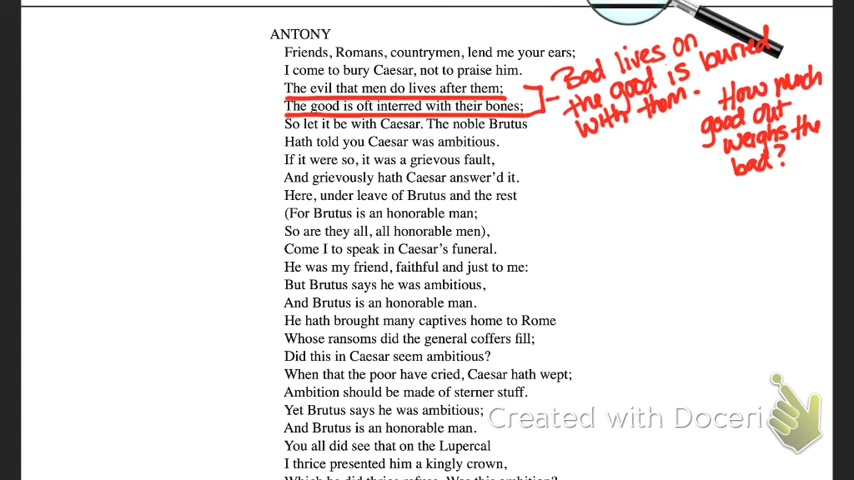 ANTONY
Friends, Romans, countrymen, lend me your ears;
I come to bury Caesar, not to praise him.
The evil that men do lives after them;
The good is oft interred with their bones;
So let it be with Caesar. The noble Brutus
Hath told you Caesar was ambitious.
If it were so, it was a grievous fault,
And grievously hath Caesar answer'd it.
Here, under leave of Brutus and the rest
(For Brutus is an honorable man;
So are they all, all honorable men),
Come I to speak in Caesar's funeral.
He was my friend, faithful and just to me:
But Brutus says he was ambitious,
And Brutus is an honorable man.
He hath brought many captives home to Rome
Whose ransoms did the general coffers fill;
Did this in Caesar seem ambitious?
When that the poor have cried, Caesar hath wept;
Ambition should be made of sterner stuff.
Yet Brutus says he was ambitious;
And Brutus is an honorable man.
You all did see that on the Lupercal
I thrice presented him a kingly crown,
Which he did thrice refuse. Was this ambition?
Bad lives on
the good is buried
with them.
How much
good out
weighs the
bad?
Created with Doceri